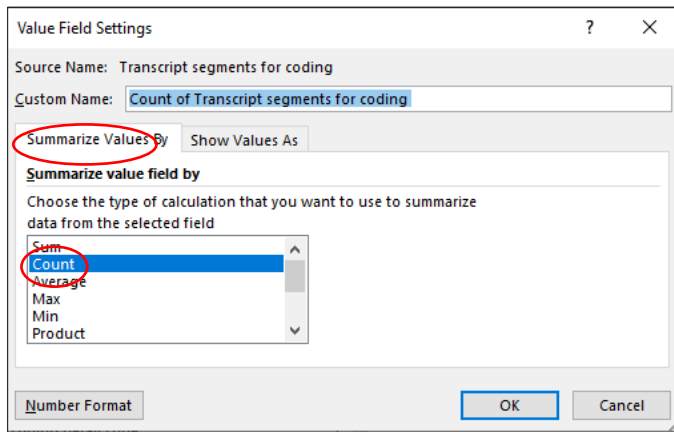 Value Field Settings ? ×
Source Name: Transcript segments for coding
Custom Name: Count of Transcript segments for coding
Summarize Values By Show Values As
Summarize value field by
Choose the type of calculation that you want to use to summarize
data from the selected field
Sum
Count
Average
Max
Min
Product
Number Format OK Cancel